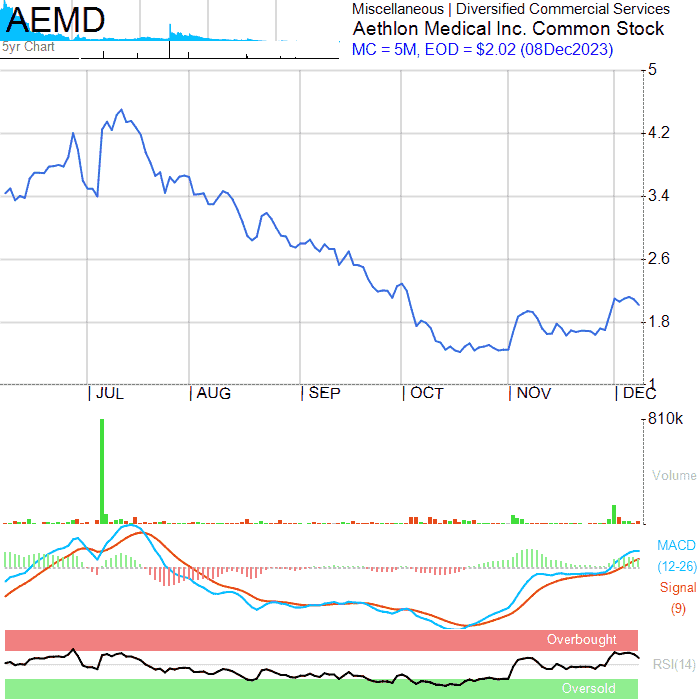 AEMD
5yr Chart
Miscellaneous | Diversified Commercial Services
Aethlon Medical Inc. Common Stock
MC = 5M, EOD = $2.02 (08Dec2023)
5
4.2
3.4
2.6
1.8
1
JUL AUG SEP OCT NOV DEC
810k
Volume
MACD
(12-26)
Signal
(9)
Overbought
RSI(14)
Oversold